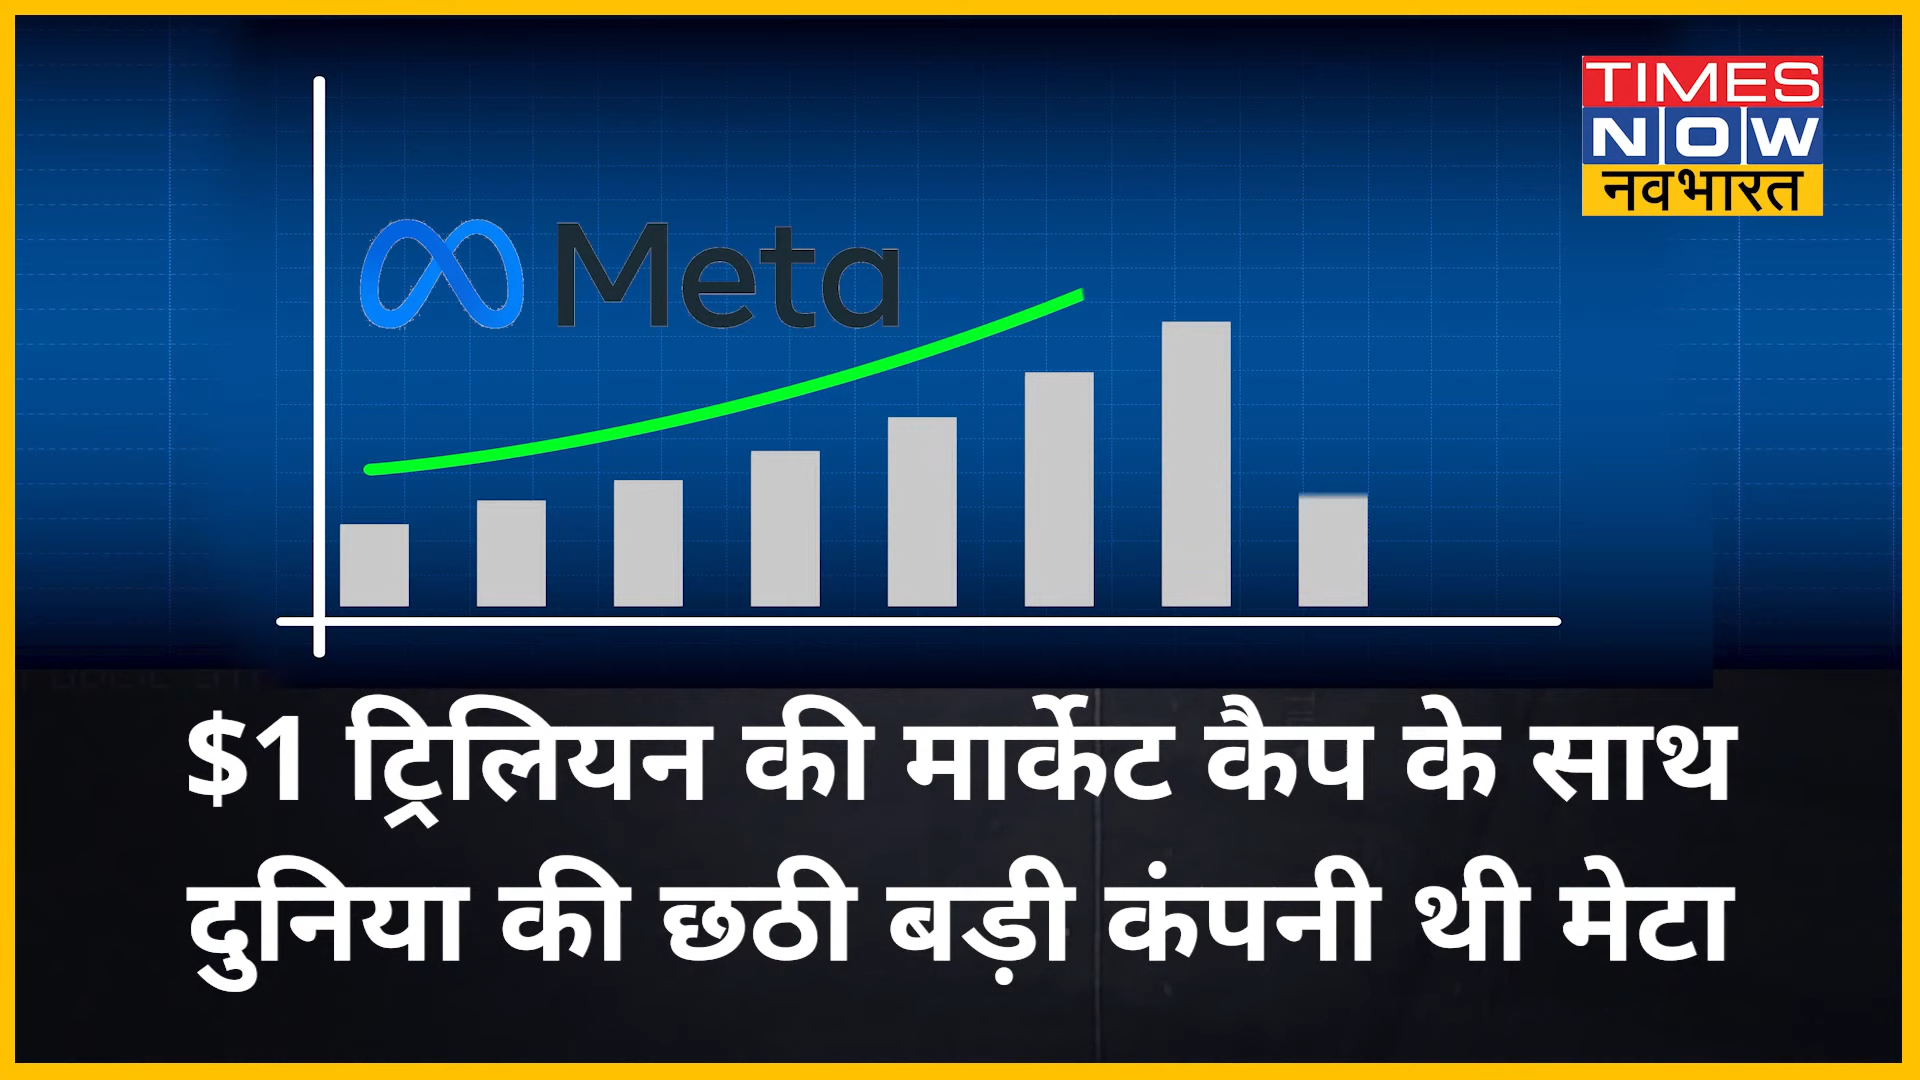 TIMES
NOW
नवभारत
Meta
$1 ट्रिलियन की मार्केट कैप के साथ
दुनिया की छठी बड़ी कंपनी थी मेटा